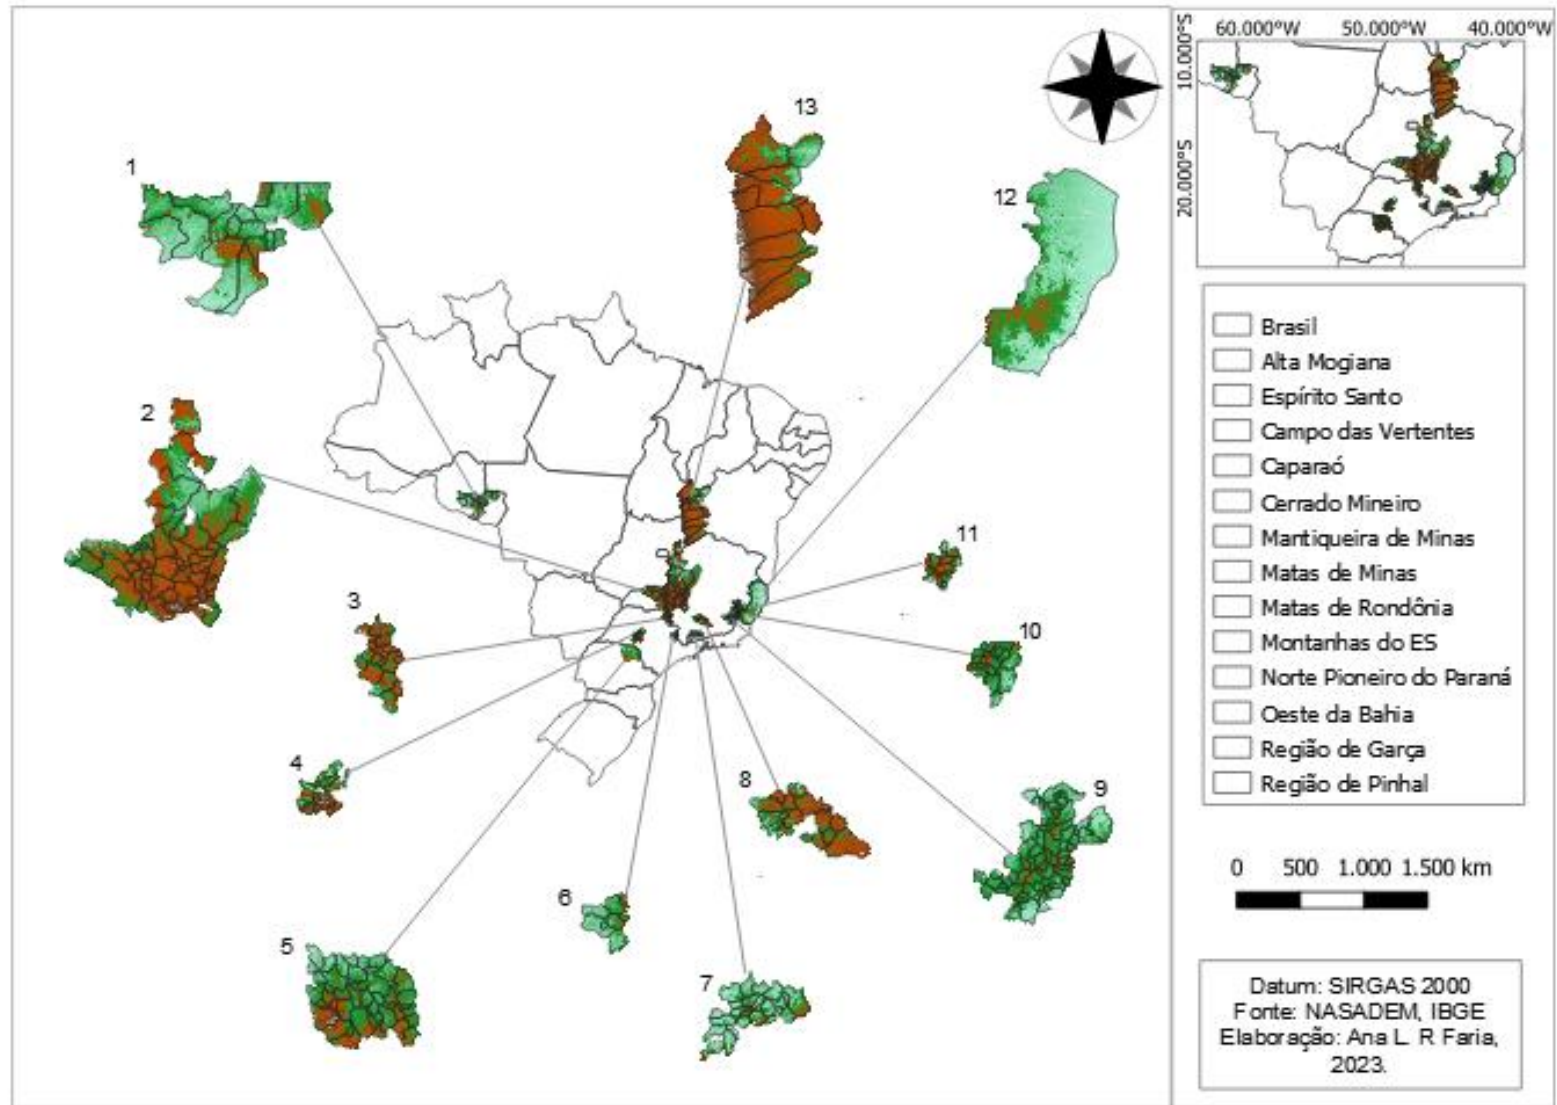 13
1
12
2
11
3
10
4
8
9
6
5
7
60.000°W 50.000°W 40.000°W
10.000°S
20.000°S
Brasil
Alta Mogiana
Espírito Santo
Campo das Vertentes
Caparaó
Cerrado Mineiro
Mantiqueira de Minas
Matas de Minas
Matas de Rondônia
Montanhas do ES
Norte Pioneiro do Paraná
Oeste da Bahia
Região de Garça
Região de Pinhal
0 500 1.000 1.500 km
Datum: SIRGAS 2000
Fonte: NASADEM, IBGE
Elaboração: Ana L. R Faria,
2023.